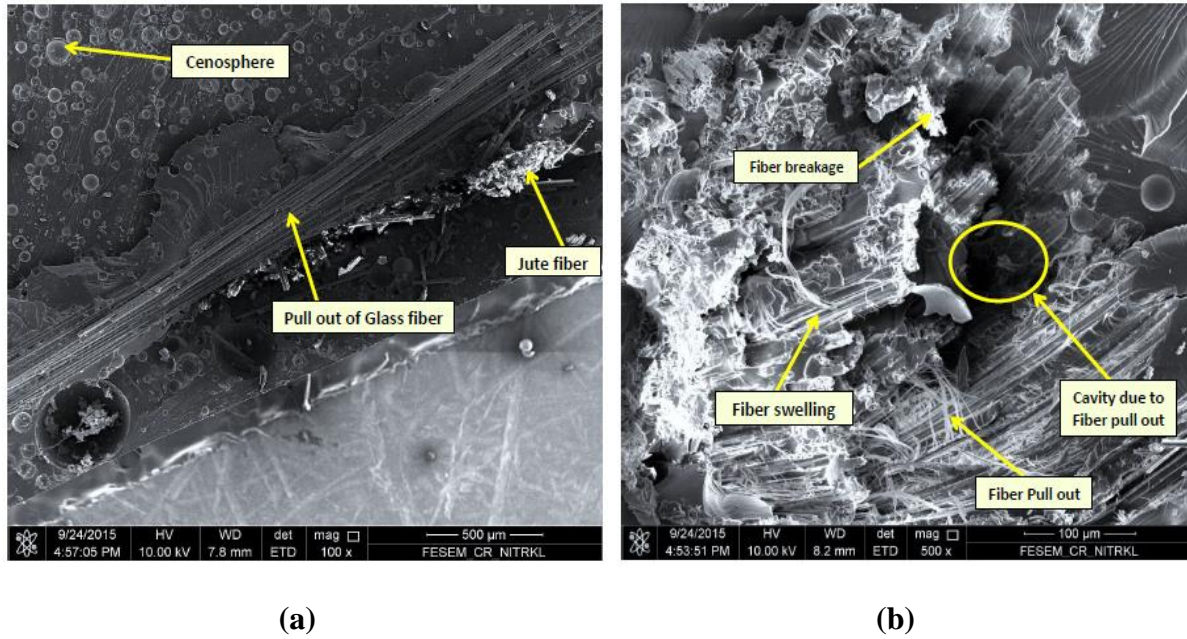 Cenosphere
Jute fiber
Pull out of Glass fiber
9/24/2015 HV WD det mag 500 µm
4:57:05 PM 10.00 kV 7.8 mm ETD 100 x FESEM_CR_NITRKL
(a)
Fiber breakage
Fiber swelling
Cavity due to
Fiber pull out
Fiber Pull out
9/24/2015 HV WD det mag 100 µm
4:53:51 PM 10.00 kV 8.2 mm ETD 500 x FESEM_CR_NITRKL
(b)